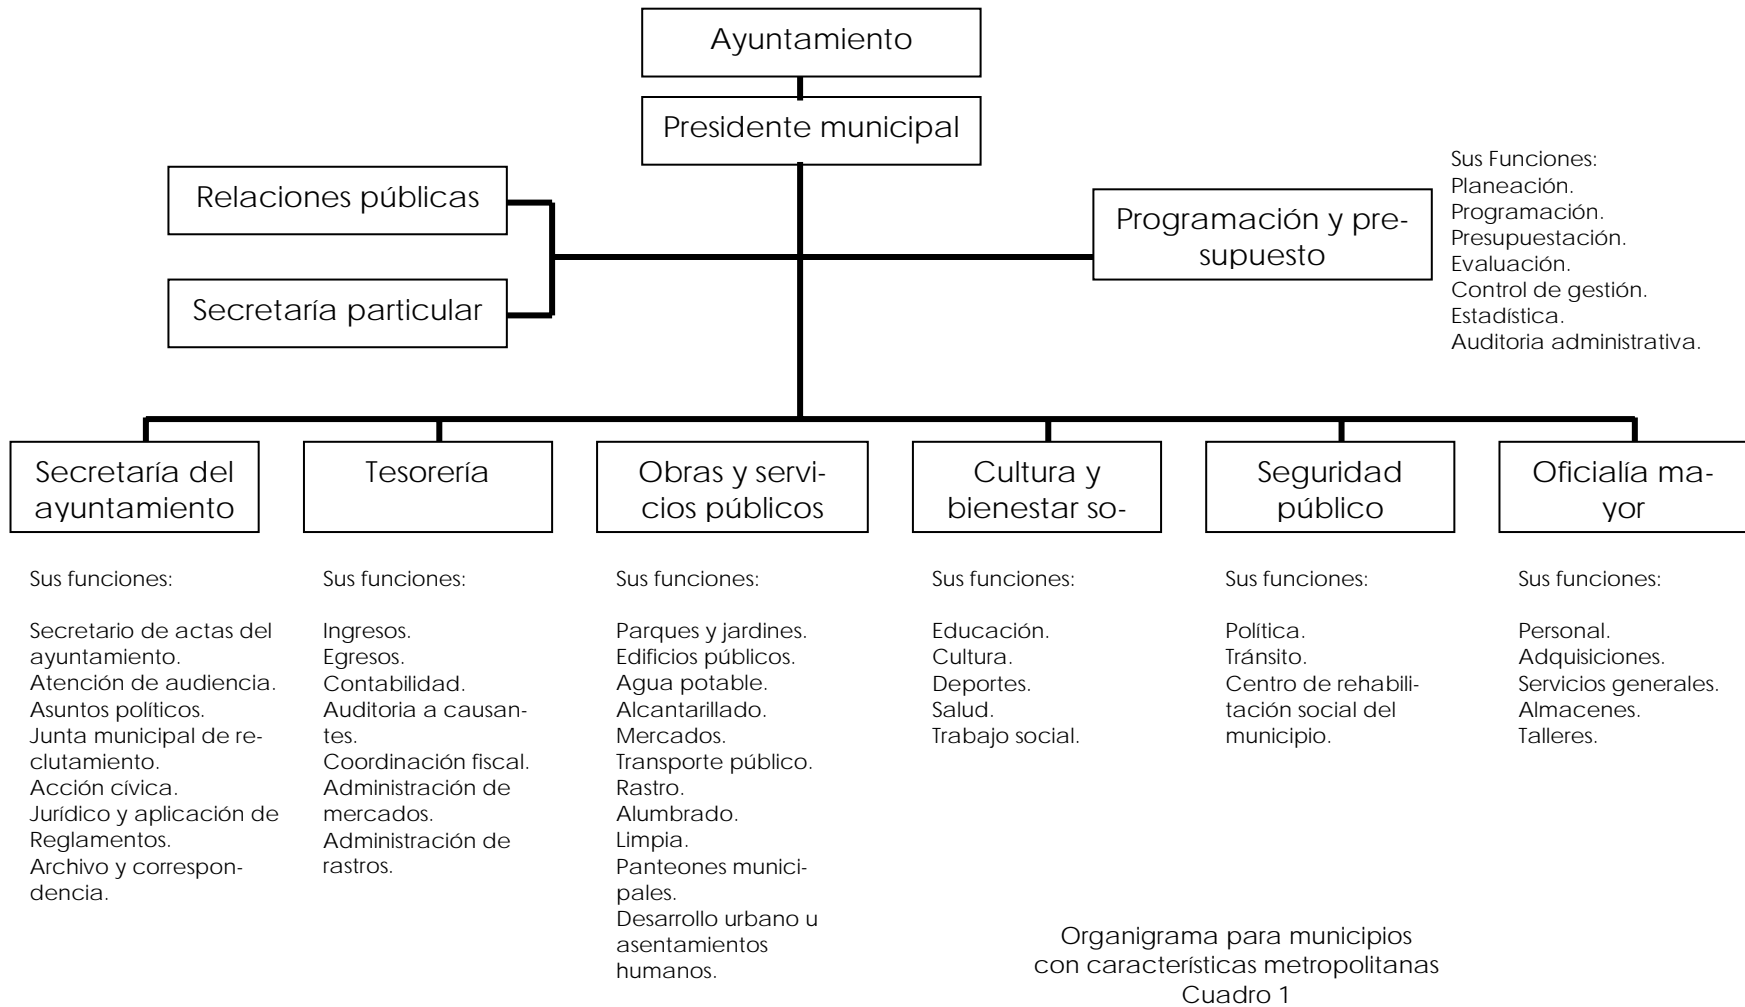 Ayuntamiento
Presidente municipal
Relaciones públicas
Secretaría particular
Programación y pre-
supuesto
Sus Funciones:
Planeación.
Programación.
Presupuestación.
Evaluación.
Control de gestión.
Estadística.
Auditoria administrativa.
Secretaría del
ayuntamiento
Tesorería
Obras y servi-
cios públicos
Cultura y
bienestar so-
Seguridad
público
Oficialía ma-
yor
Sus funciones:
Secretario de actas del
ayuntamiento.
Atención de audiencia.
Asuntos políticos.
Junta municipal de re-
clutamiento.
Acción cívica.
Jurídico y aplicación de
Reglamentos.
Archivo y correspon-
dencia.
Sus funciones:
Ingresos.
Egresos.
Contabilidad.
Auditoria a causan-
tes.
Coordinación fiscal.
Administración de
mercados.
Administración de
rastros.
Sus funciones:
Parques y jardines.
Edificios públicos.
Agua potable.
Alcantarillado.
Mercados.
Transporte público.
Rastro.
Alumbrado.
Limpia.
Panteones munici-
pales.
Desarrollo urbano u
asentamientos
humanos.
Sus funciones:
Educación.
Cultura.
Deportes.
Salud.
Trabajo social.
Sus funciones:
Política.
Tránsito.
Centro de rehabili-
tación social del
municipio.
Sus funciones:
Personal.
Adquisiciones.
Servicios generales.
Almacenes.
Talleres.
Organigrama para municipios
con características metropolitanas
Cuadro 1